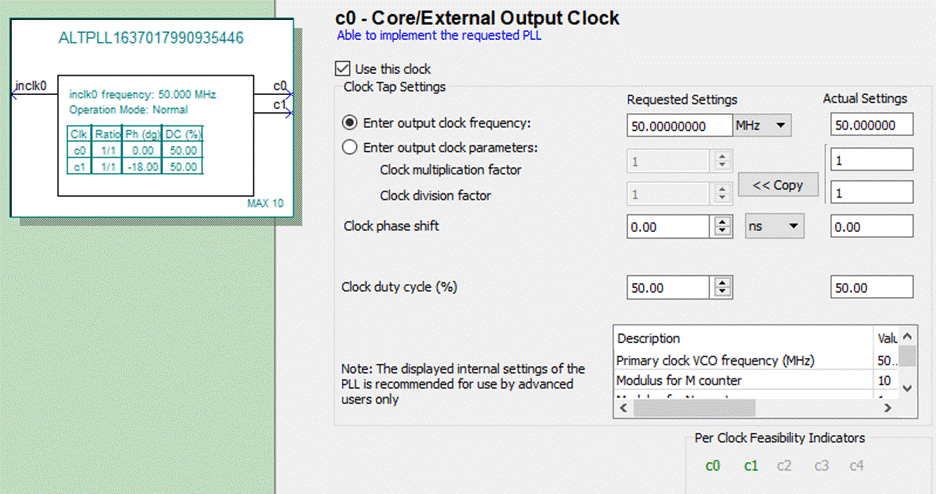 ALTPLL1637017990935446
inclk0
inclk0 frequency: 50.000 MHz
Operation Mode: Normal
Clk Ratio Ph (dg) DC (%)
c0 1/1 0.00 50.00
c1 1/1 -18.00 50.00
c0
c1
MAX 10
c0 - Core/External Output Clock
Able to implement the requested PLL
Use this clock
Clock Tap Settings
Requested Settings Actual Settings
Enter output clock frequency: 50.00000000 MHz 50.000000
Enter output clock parameters:
Clock multiplication factor 1 1
<< Copy
Clock division factor 1 1
Clock phase shift 0.00 ns 0.00
Clock duty cycle (%) 50.00 50.00
Description
Primary clock VCO frequency (MHz) 50..
Modulus for M counter 10
Note: The displayed internal settings of the
PLL is recommended for use by advanced
users only
Per Clock Feasibility Indicators
c0 c1 c2 c3 c4